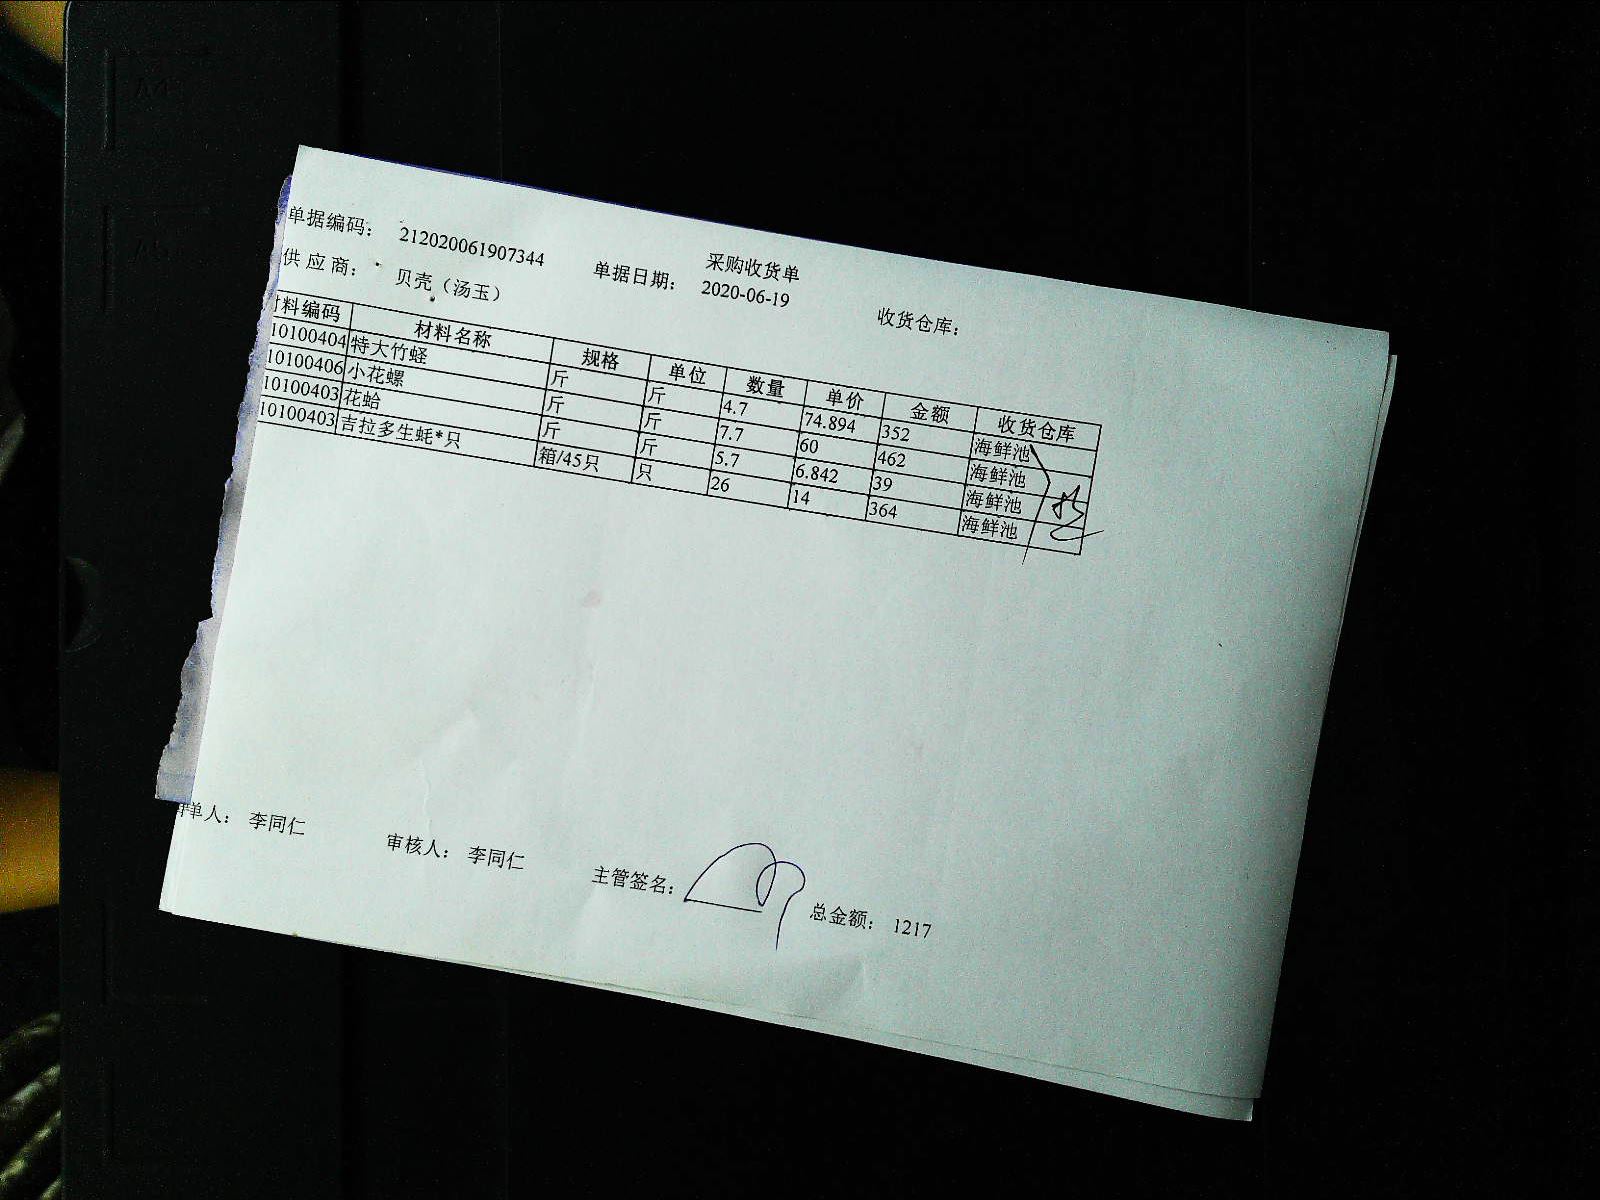 采购收货单
单据编码： 212020061907344 单据日期： 2020-06-19 收货仓库：
供应商： 贝壳（汤玉）
材料编码 材料名称 规格 单位 数量 单价 金额 收货仓库
10100404 特大竹蛏 斤 斤 4.7 74.894 352 海鲜池
10100406 小花螺 斤 斤 7.7 60 462 海鲜池
10100403 花蛤 斤 斤 5.7 6.842 39 海鲜池
10100403 吉拉多生蚝*只 箱/45只 只 26 14 364 海鲜池
单人： 李同仁 审核人： 李同仁 主管签名： 总金额： 1217